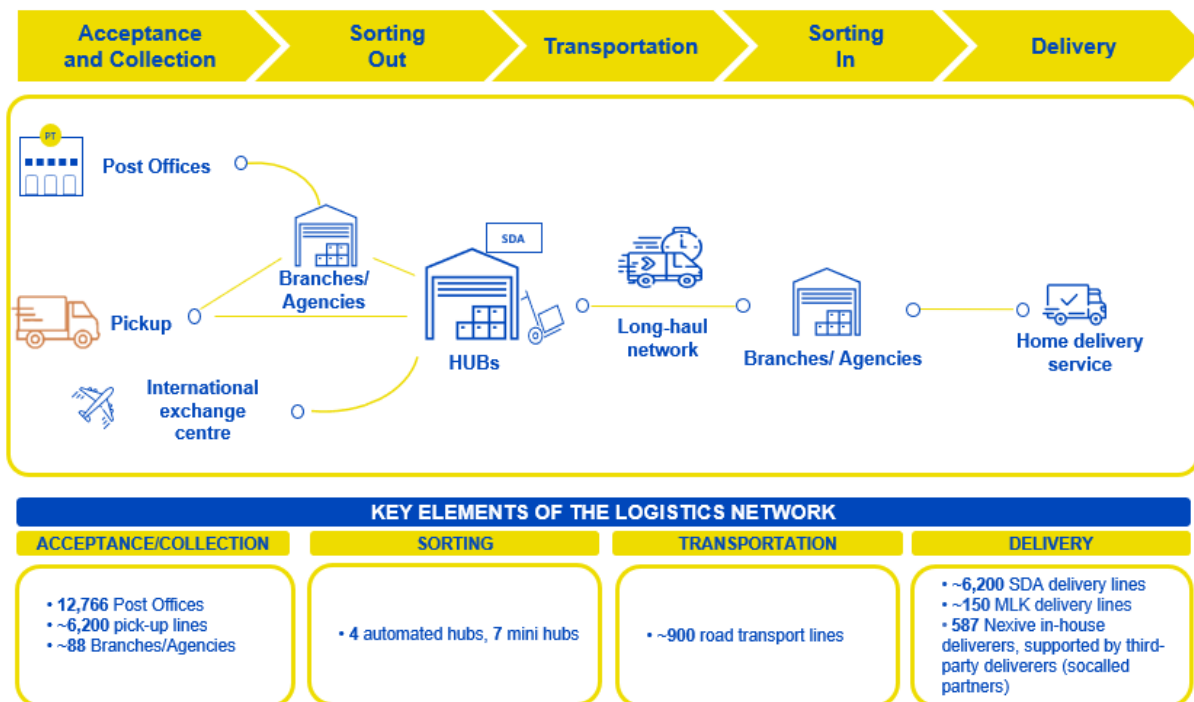 Acceptance
and Collection
Sorting
Out
Transportation
Sorting
In
Delivery
PT
Post Offices
SDA
Branches/
Agencies
Pickup
HUBs
Long-haul
network
Branches/ Agencies
Home delivery
service
International
exchange
centre
KEY ELEMENTS OF THE LOGISTICS NETWORK
ACCEPTANCE/COLLECTION
• 12,766 Post Offices
• ~6,200 pick-up lines
• ~88 Branches/Agencies
SORTING
• 4 automated hubs, 7 mini hubs
TRANSPORTATION
• ~900 road transport lines
DELIVERY
• ~6,200 SDA delivery lines
• ~150 MLK delivery lines
• 587 Nexive in-house
deliverers, supported by third-
party deliverers (socalled
partners)